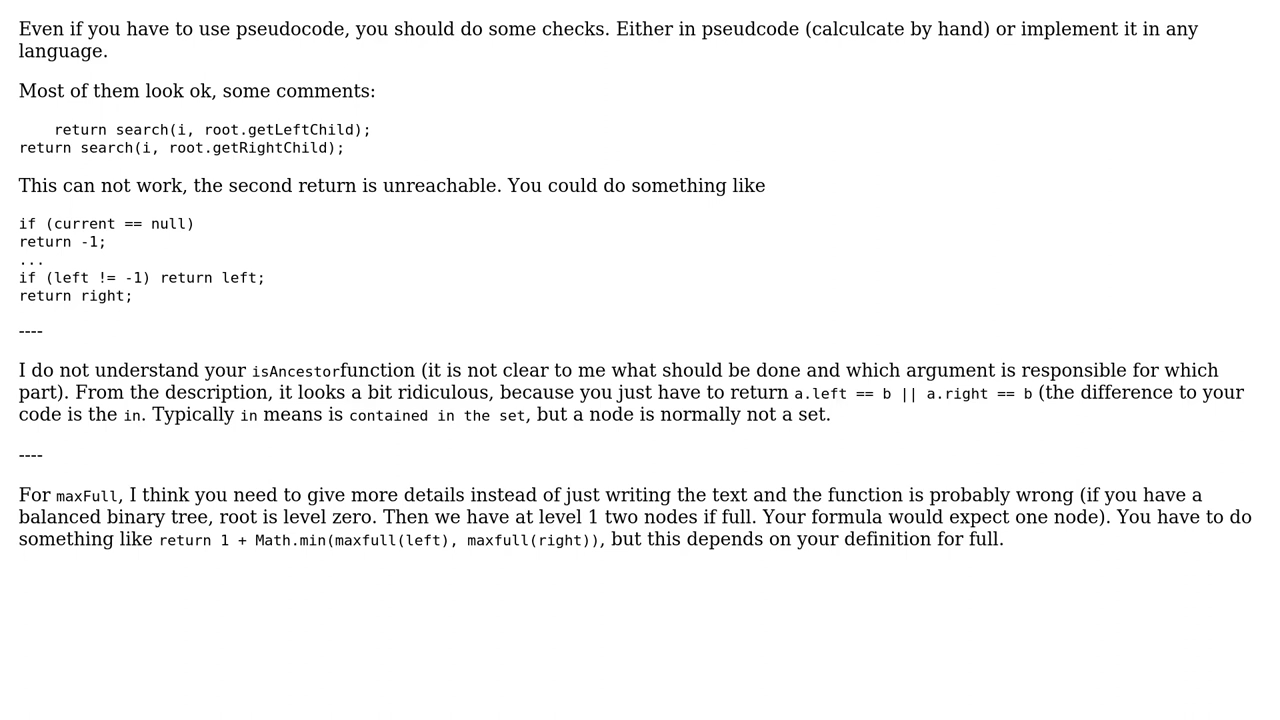 Even if you have to use pseudocode, you should do some checks. Either in pseudcode (calculcate by hand) or implement it in any
language.
Most of them look ok, some comments:
    return search(i, root.getLeftChild);
return search(i, root.getRightChild);
This can not work, the second return is unreachable. You could do something like
if (current == null)
return -1;
...
if (left != -1) return left;
return right;
----
I do not understand your isAncestorfunction (it is not clear to me what should be done and which argument is responsible for which
part). From the description, it looks a bit ridiculous, because you just have to return a.left == b || a.right == b (the difference to your
code is the in. Typically in means is contained in the set, but a node is normally not a set.
----
For maxFull, I think you need to give more details instead of just writing the text and the function is probably wrong (if you have a
balanced binary tree, root is level zero. Then we have at level 1 two nodes if full. Your formula would expect one node). You have to do
something like return 1 + Math.min(maxfull(left), maxfull(right)), but this depends on your definition for full.